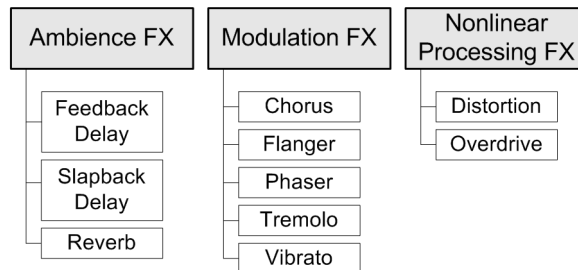 Ambience FX
Feedback
Delay
Slapback
Delay
Reverb
Modulation FX
Chorus
Flanger
Phaser
Tremolo
Vibrato
Nonlinear
Processing FX
Distortion
Overdrive